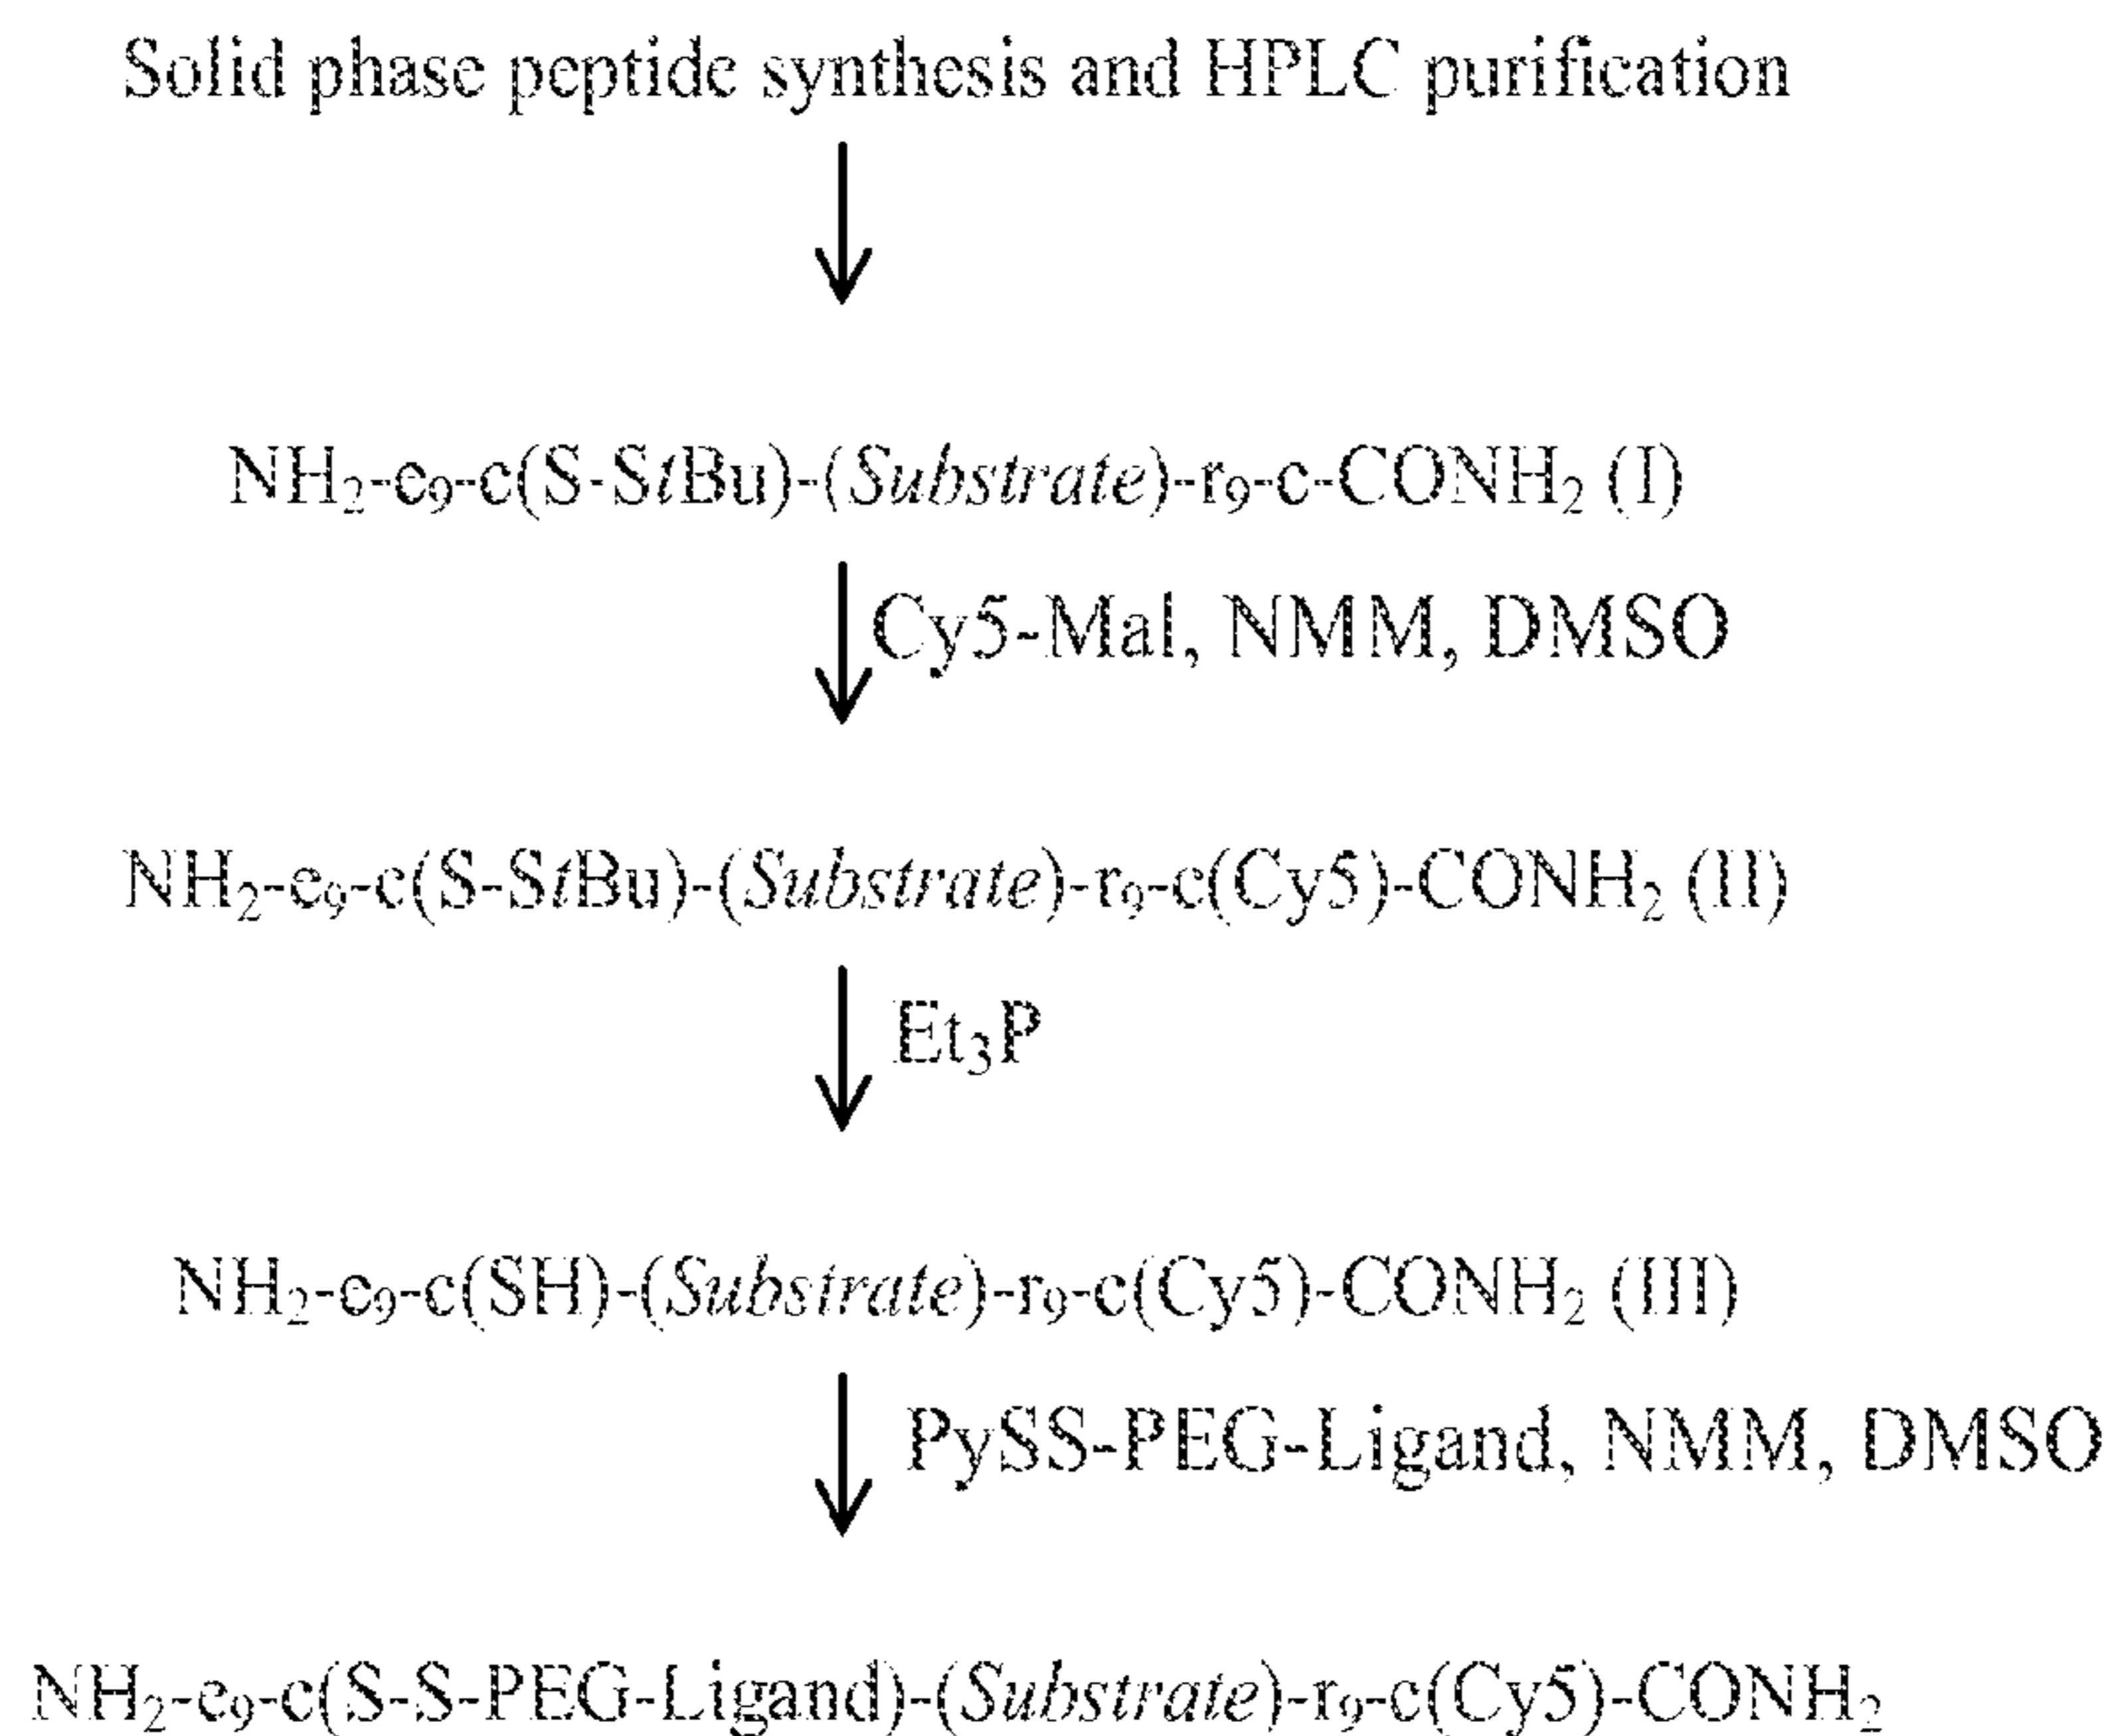 Solid phase peptide synthesis and HPLC purification
NH₂-e₉-c(S-StBu)-(Substrate)-r₉-c-CONH₂ (I)
Cy5-Mal, NMM, DMSO
NH₂-e₉-c(S-StBu)-(Substrate)-r₉-c(Cy5)-CONH₂ (II)
Et₃P
NH₂-e₉-c(SH)-(Substrate)-r₉-c(Cy5)-CONH₂ (III)
PySS-PEG-Ligand, NMM, DMSO
NH₂-e₉-c(S-S-PEG-Ligand)-(Substrate)-r₉-c(Cy5)-CONH₂